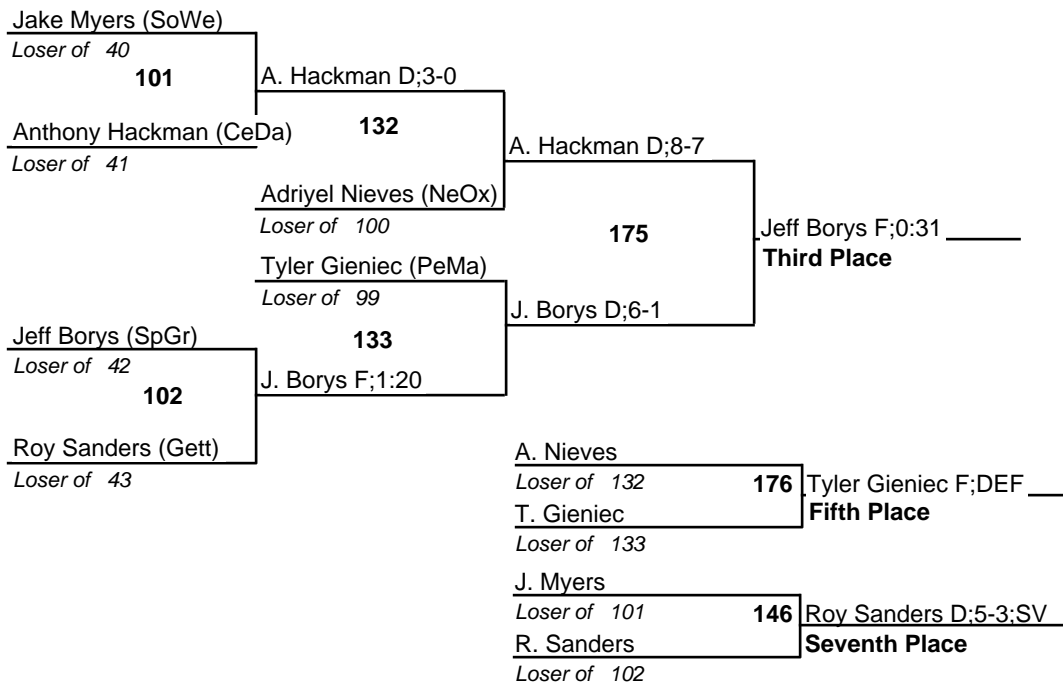 Jake Myers (SoWe)
Loser of 40
101
A. Hackman D;3-0
Anthony Hackman (CeDa)
Loser of 41
132
A. Hackman D;8-7
Adriyel Nieves (NeOx)
Loser of 100
175
Jeff Borys F;0:31
Third Place
Tyler Gieniec (PeMa)
Loser of 99
J. Borys D;6-1
Jeff Borys (SpGr)
Loser of 42
133
102
J. Borys F;1:20
Roy Sanders (Gett)
Loser of 43
A. Nieves
Loser of 132
176
Tyler Gieniec F;DEF
Fifth Place
T. Gieniec
Loser of 133
J. Myers
Loser of 101
146
Roy Sanders D;5-3;SV
Seventh Place
R. Sanders
Loser of 102